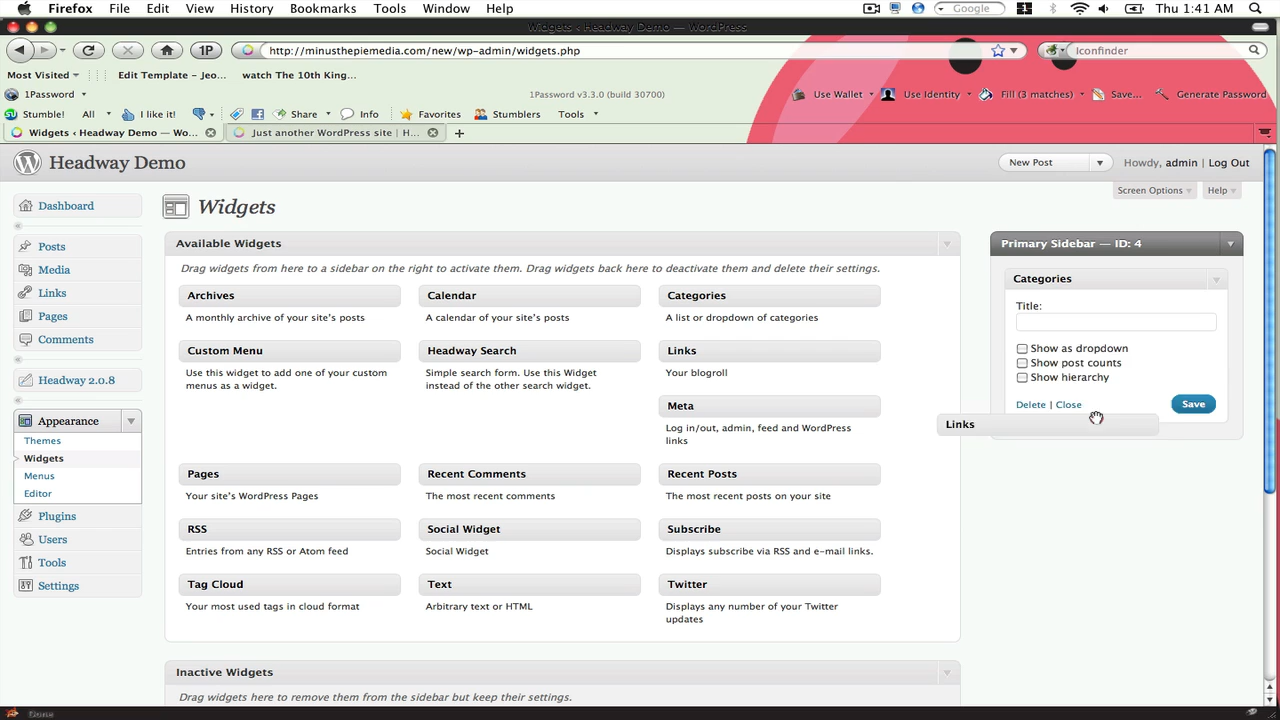 Firefox File Edit View History Bookmarks Tools Window Help
Google
Thu 1:41 AM
Widgets ‹ Headway Demo — WordPress
1P
http://minusthepiemedia.com/new/wp-admin/widgets.php
Iconfinder
Most Visited
Edit Template – Jeo...
watch The 10th King...
1Password
1Password v3.3.0 (build 30700)
Use Wallet
Use Identity
Fill (3 matches)
Save...
Generate Password
Stumble!
All
I like it!
Share
Info
Favorites
Stumblers
Tools
Widgets ‹ Headway Demo — Wo...
Just another WordPress site | H...
Headway Demo
New Post
Howdy, admin | Log Out
Screen Options
Help
Dashboard
Posts
Media
Links
Pages
Comments
Headway 2.0.8
Appearance
Themes
Widgets
Menus
Editor
Plugins
Users
Tools
Settings
Widgets
Available Widgets
Drag widgets from here to a sidebar on the right to activate them. Drag widgets back here to deactivate them and delete their settings.
Archives
A monthly archive of your site's posts
Calendar
A calendar of your site's posts
Categories
A list or dropdown of categories
Custom Menu
Use this widget to add one of your custom
menus as a widget.
Headway Search
Simple search form. Use this Widget
instead of the other search widget.
Links
Your blogroll
Meta
Log in/out, admin, feed and WordPress
links
Pages
Your site's WordPress Pages
Recent Comments
The most recent comments
Recent Posts
The most recent posts on your site
RSS
Entries from any RSS or Atom feed
Social Widget
Social Widget
Subscribe
Displays subscribe via RSS and e-mail links.
Tag Cloud
Your most used tags in cloud format
Text
Arbitrary text or HTML
Twitter
Displays any number of your Twitter
updates
Inactive Widgets
Drag widgets here to remove them from the sidebar but keep their settings.
Primary Sidebar — ID: 4
Categories
Title:
Show as dropdown
Show post counts
Show hierarchy
Delete | Close
Save
Links
Done